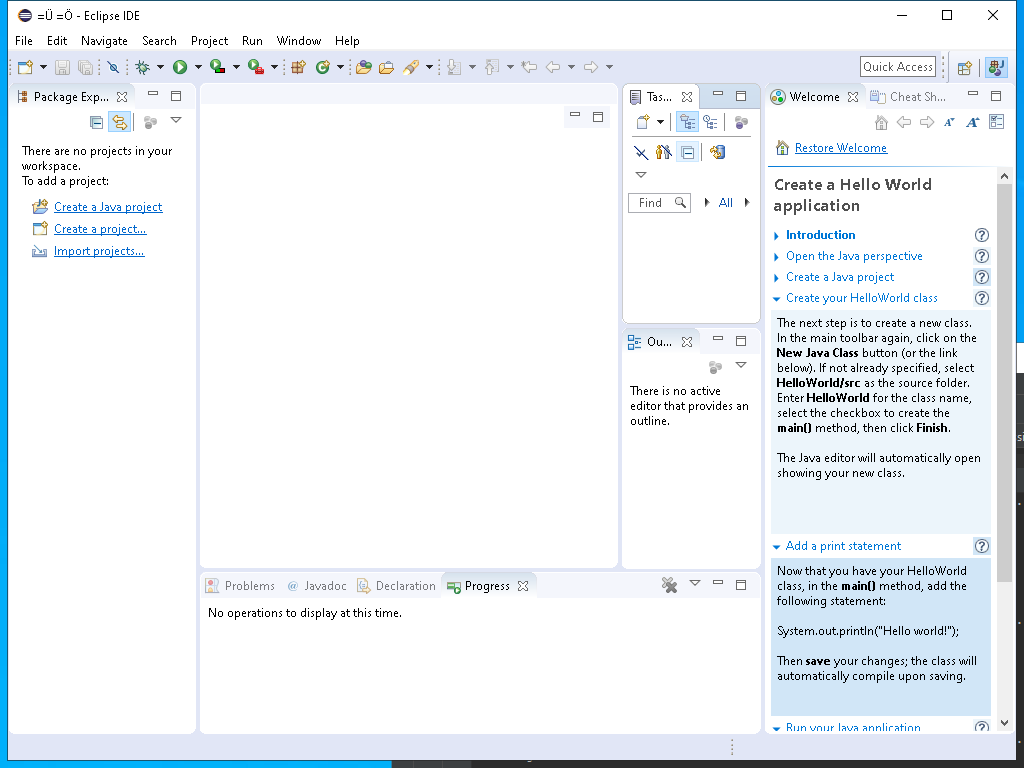 =Ü =Ö - Eclipse IDE
File Edit Navigate Search Project Run Window Help
Quick Access
Package Exp...
There are no projects in your
workspace.
To add a project:
Create a Java project
Create a project...
Import projects...
Tas...
Find
All
Ou...
There is no active
editor that provides an
outline.
Problems @ Javadoc Declaration Progress
No operations to display at this time.
Welcome Cheat Sh...
Restore Welcome
Create a Hello World
application
Introduction
Open the Java perspective
Create a Java project
Create your HelloWorld class
The next step is to create a new class.
In the main toolbar again, click on the
New Java Class button (or the link
below). If not already specified, select
HelloWorld/src as the source folder.
Enter HelloWorld for the class name,
select the checkbox to create the
main() method, then click Finish.
The Java editor will automatically open
showing your new class.
Add a print statement
Now that you have your HelloWorld
class, in the main() method, add the
following statement:
System.out.println("Hello world!");
Then save your changes; the class will
automatically compile upon saving.
Run your Java application